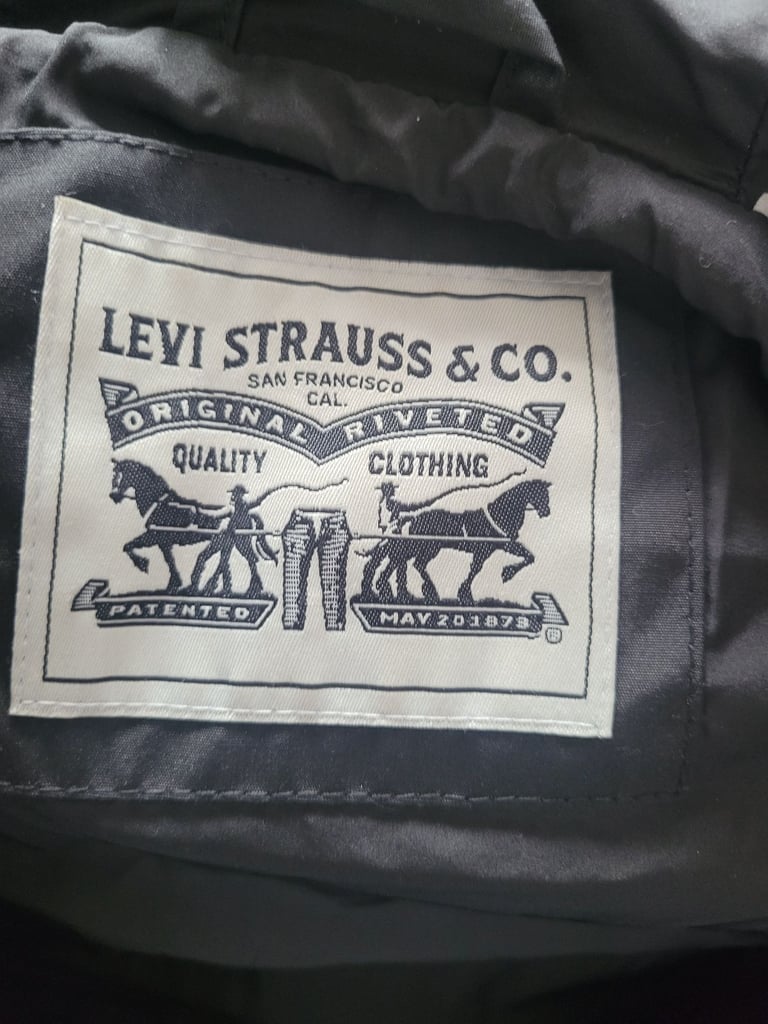 LEVI STRAUSS & CO.
SAN FRANCISCO
CAL.
ORIGINAL RIVETED
QUALITY CLOTHING
PATENTED MAY 20 1873
®